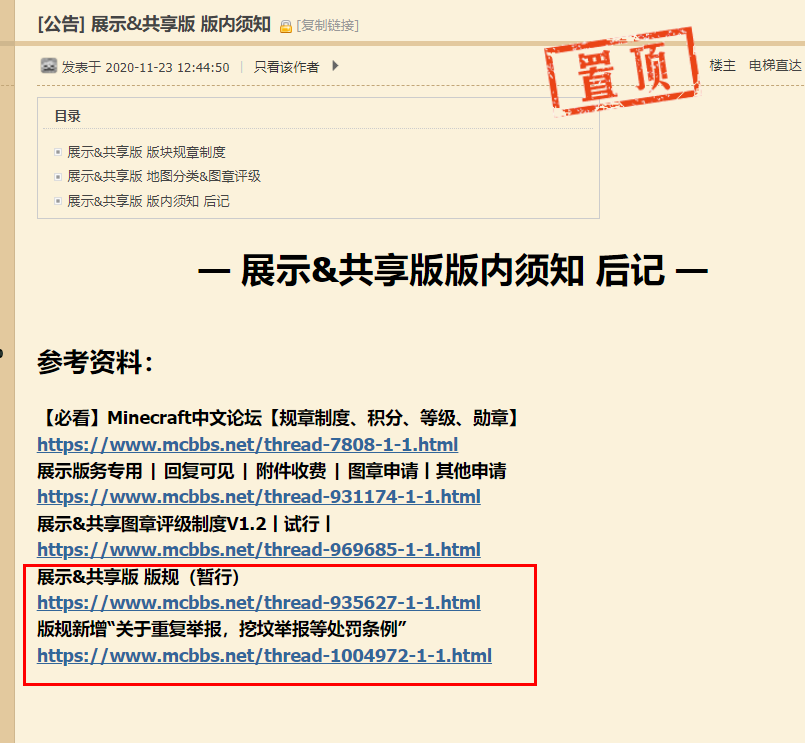 [公告] 展示&共享版 版内须知 [复制链接]
发表于 2020-11-23 12:44:50 | 只看该作者
置顶
楼主 电梯直达
目录
展示&共享版 版块规章制度
展示&共享版 地图分类&图章评级
展示&共享版 版内须知 后记
— 展示&共享版版内须知 后记 —
参考资料：
【必看】Minecraft中文论坛【规章制度、积分、等级、勋章】
https://www.mcbbs.net/thread-7808-1-1.html
展示版务专用 | 回复可见 | 附件收费 | 图章申请 | 其他申请
https://www.mcbbs.net/thread-931174-1-1.html
展示&共享图章评级制度V1.2 | 试行 |
https://www.mcbbs.net/thread-969685-1-1.html
展示&共享版 版规（暂行）
https://www.mcbbs.net/thread-935627-1-1.html
版规新增“关于重复举报，挖坟举报等处罚条例”
https://www.mcbbs.net/thread-1004972-1-1.html